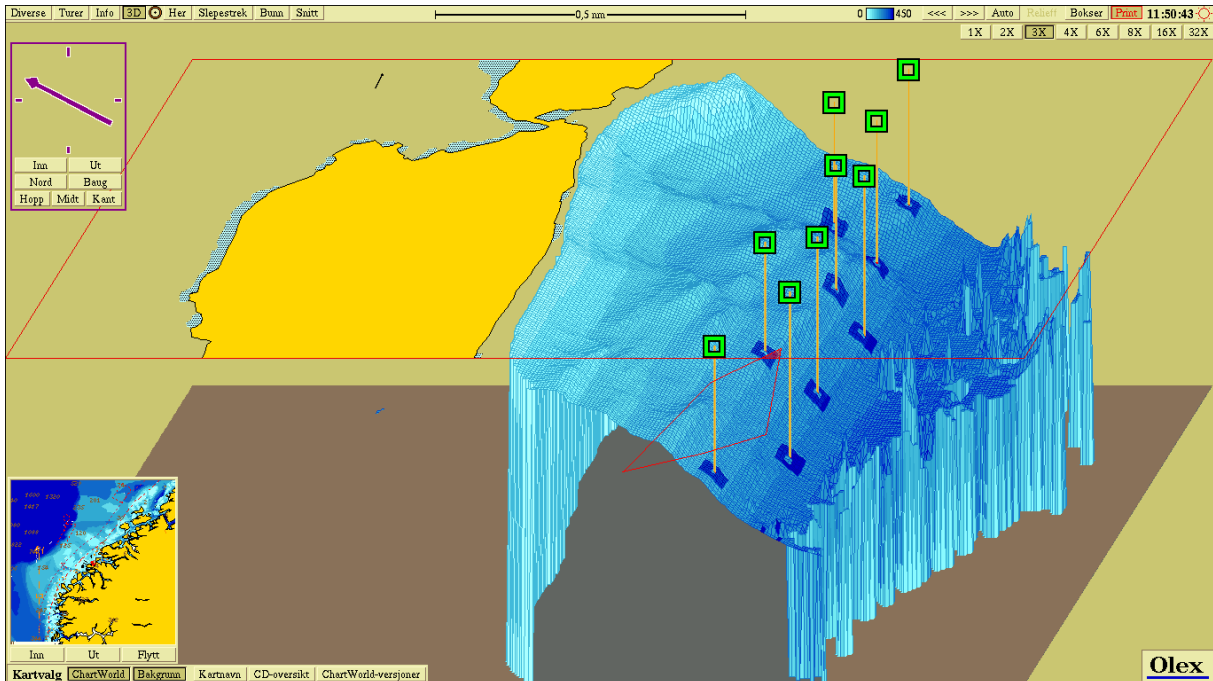 Diverse Turer Info 3D Her Slepestrek Bunn Snitt 0,5 nm 0 450 <<< >>> Auto Relieff Bokser Print 11:50:43
1X 2X 3X 4X 6X 8X 16X 32X
Inn Ut
Nord Baug
Hopp Midt Kant
Inn Ut Flytt
Kartvalg ChartWorld Bakgrunn Kartnavn CD-oversikt ChartWorld-versjoner
Olex